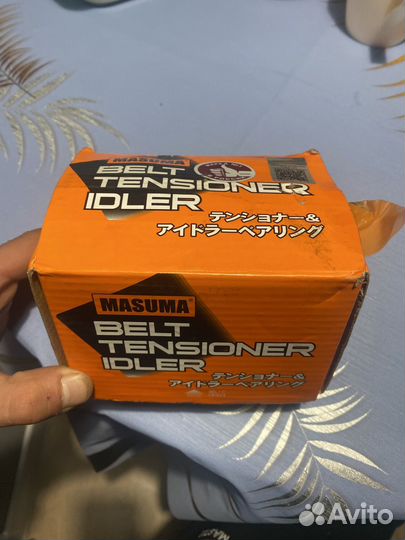 MASUMA
BELT
TENSIONER
IDLER
テンショナー&
アイドラーベアリング
MASUMA®
BELT
TENSIONER
IDLER
テンショナー&
アイドラーベアリング
Avito